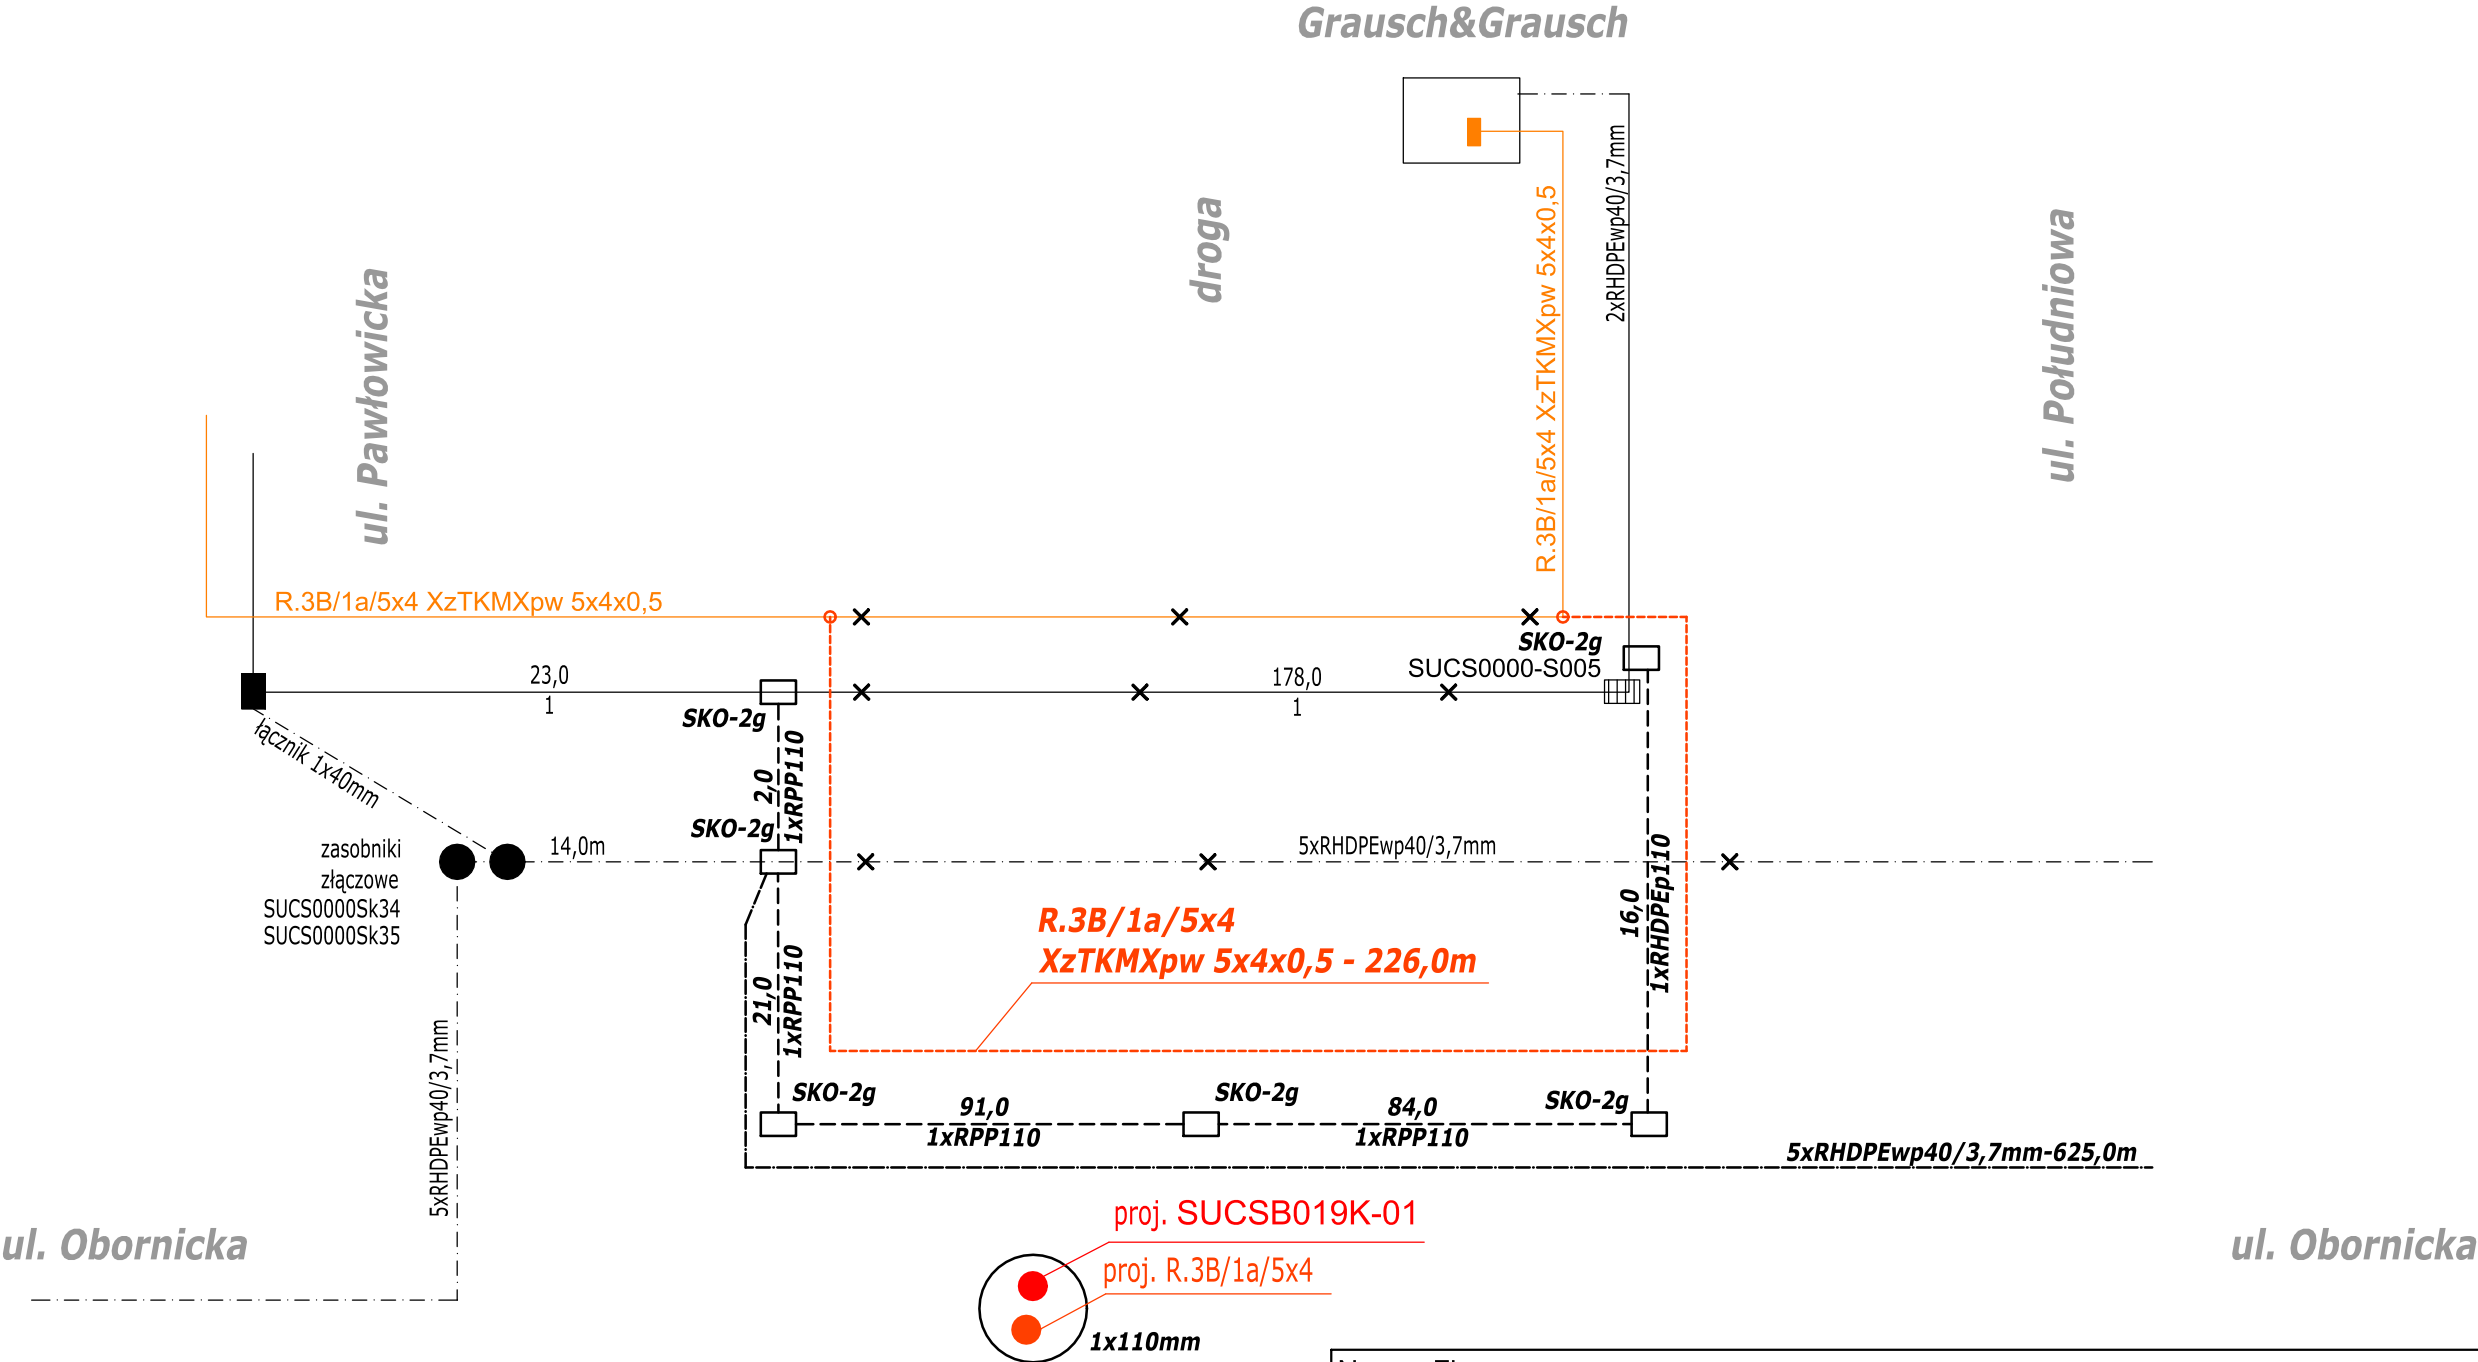 Grausch&Grausch
droga
ul. Pawłowicka
ul. Południowa
2xRHDPEwp40/3,7mm
R.3B/1a/5x4 XzTKMXpw 5x4x0,5
R.3B/1a/5x4 XzTKMXpw 5x4x0,5
SKO-2g
SUCS0000-S005
23,0
1
178,0
1
SKO-2g
łącznik 1x40mm
2,0
1xRPP110
SKO-2g
14,0m
5xRHDPEwp40/3,7mm
zasobniki
złączowe
SUCS0000Sk34
SUCS0000Sk35
16,0
1xRHDPEp110
R.3B/1a/5x4
XzTKMXpw 5x4x0,5 - 226,0m
21,0
1xRPP110
5xRHDPEwp40/3,7mm
SKO-2g
91,0
1xRPP110
SKO-2g
84,0
1xRPP110
SKO-2g
5xRHDPEwp40/3,7mm-625,0m
proj. SUCSB019K-01
proj. R.3B/1a/5x4
1x110mm
ul. Obornicka
ul. Obornicka